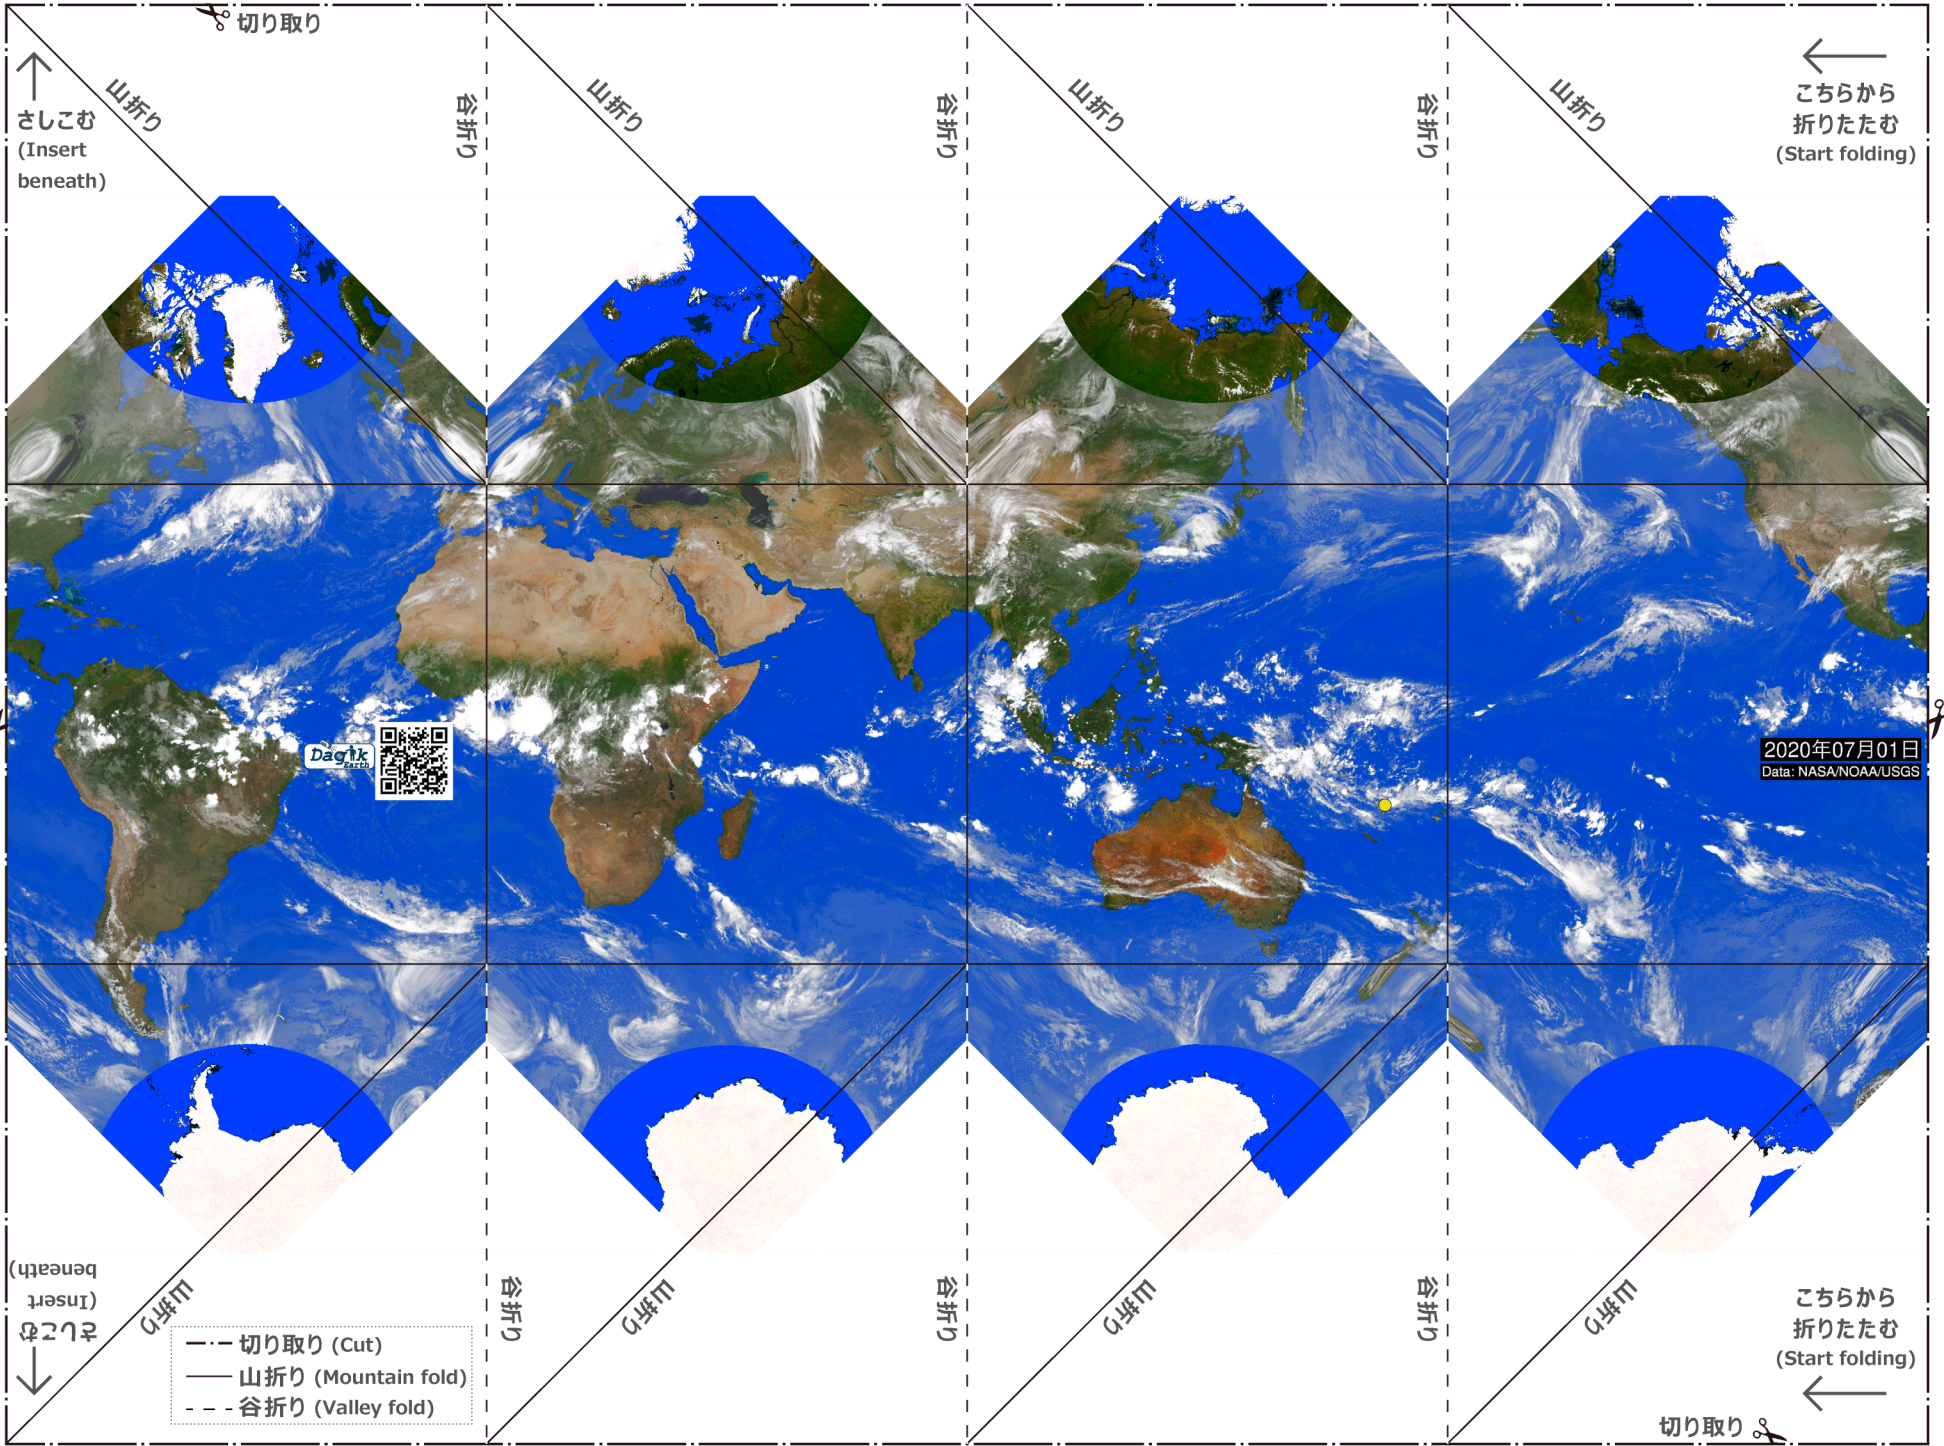 切り取り
さしこむ
(Insert
beneath)
山折り
谷折り
山折り
谷折り
山折り
谷折り
山折り
こちらから
折りたたむ
(Start folding)
Dagik
Earth
2020年07月01日
Data: NASA/NOAA/USGS
さしこむ
(Insert
beneath)
山折り
谷折り
山折り
谷折り
山折り
谷折り
山折り
こちらから
折りたたむ
(Start folding)
切り取り (Cut)
山折り (Mountain fold)
谷折り (Valley fold)
切り取り